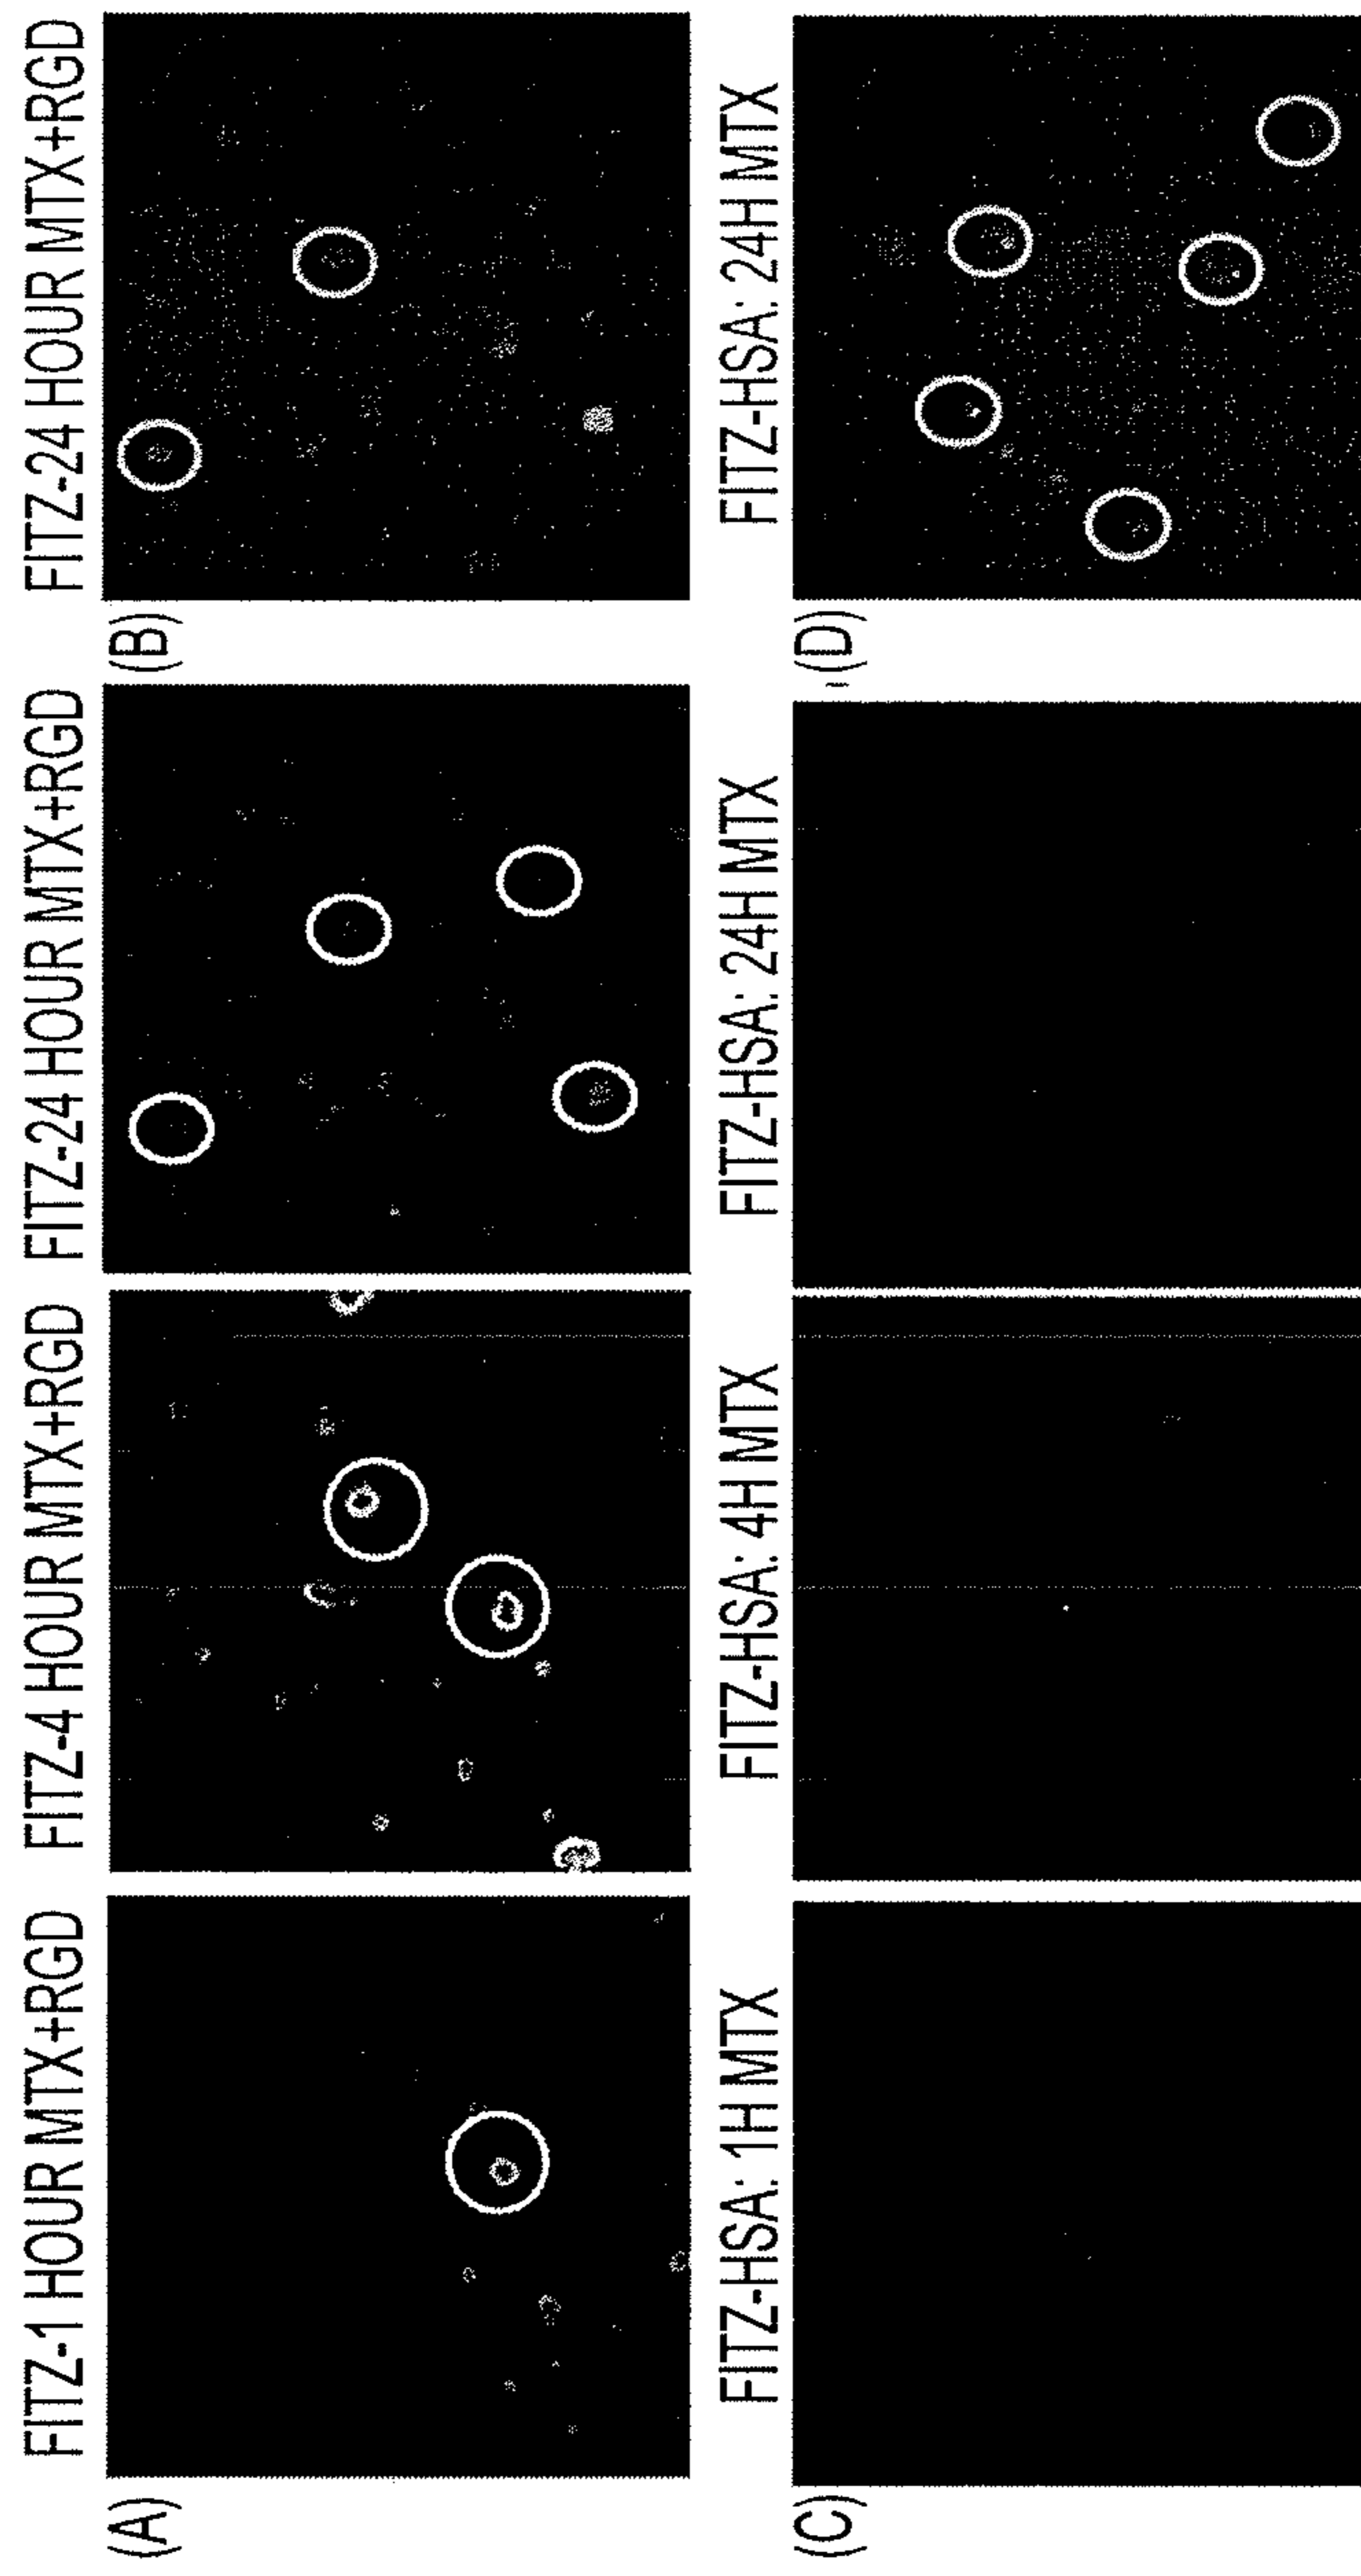 FITZ-1 HOUR MTX+RGD
FITZ-4 HOUR MTX+RGD
FITZ-24 HOUR MTX+RGD
FITZ-24 HOUR MTX+RGD
(A)
(B)
FITZ-HSA: 1H MTX
FITZ-HSA: 4H MTX
FITZ-HSA: 24H MTX
FITZ-HSA: 24H MTX
(C)
(D)